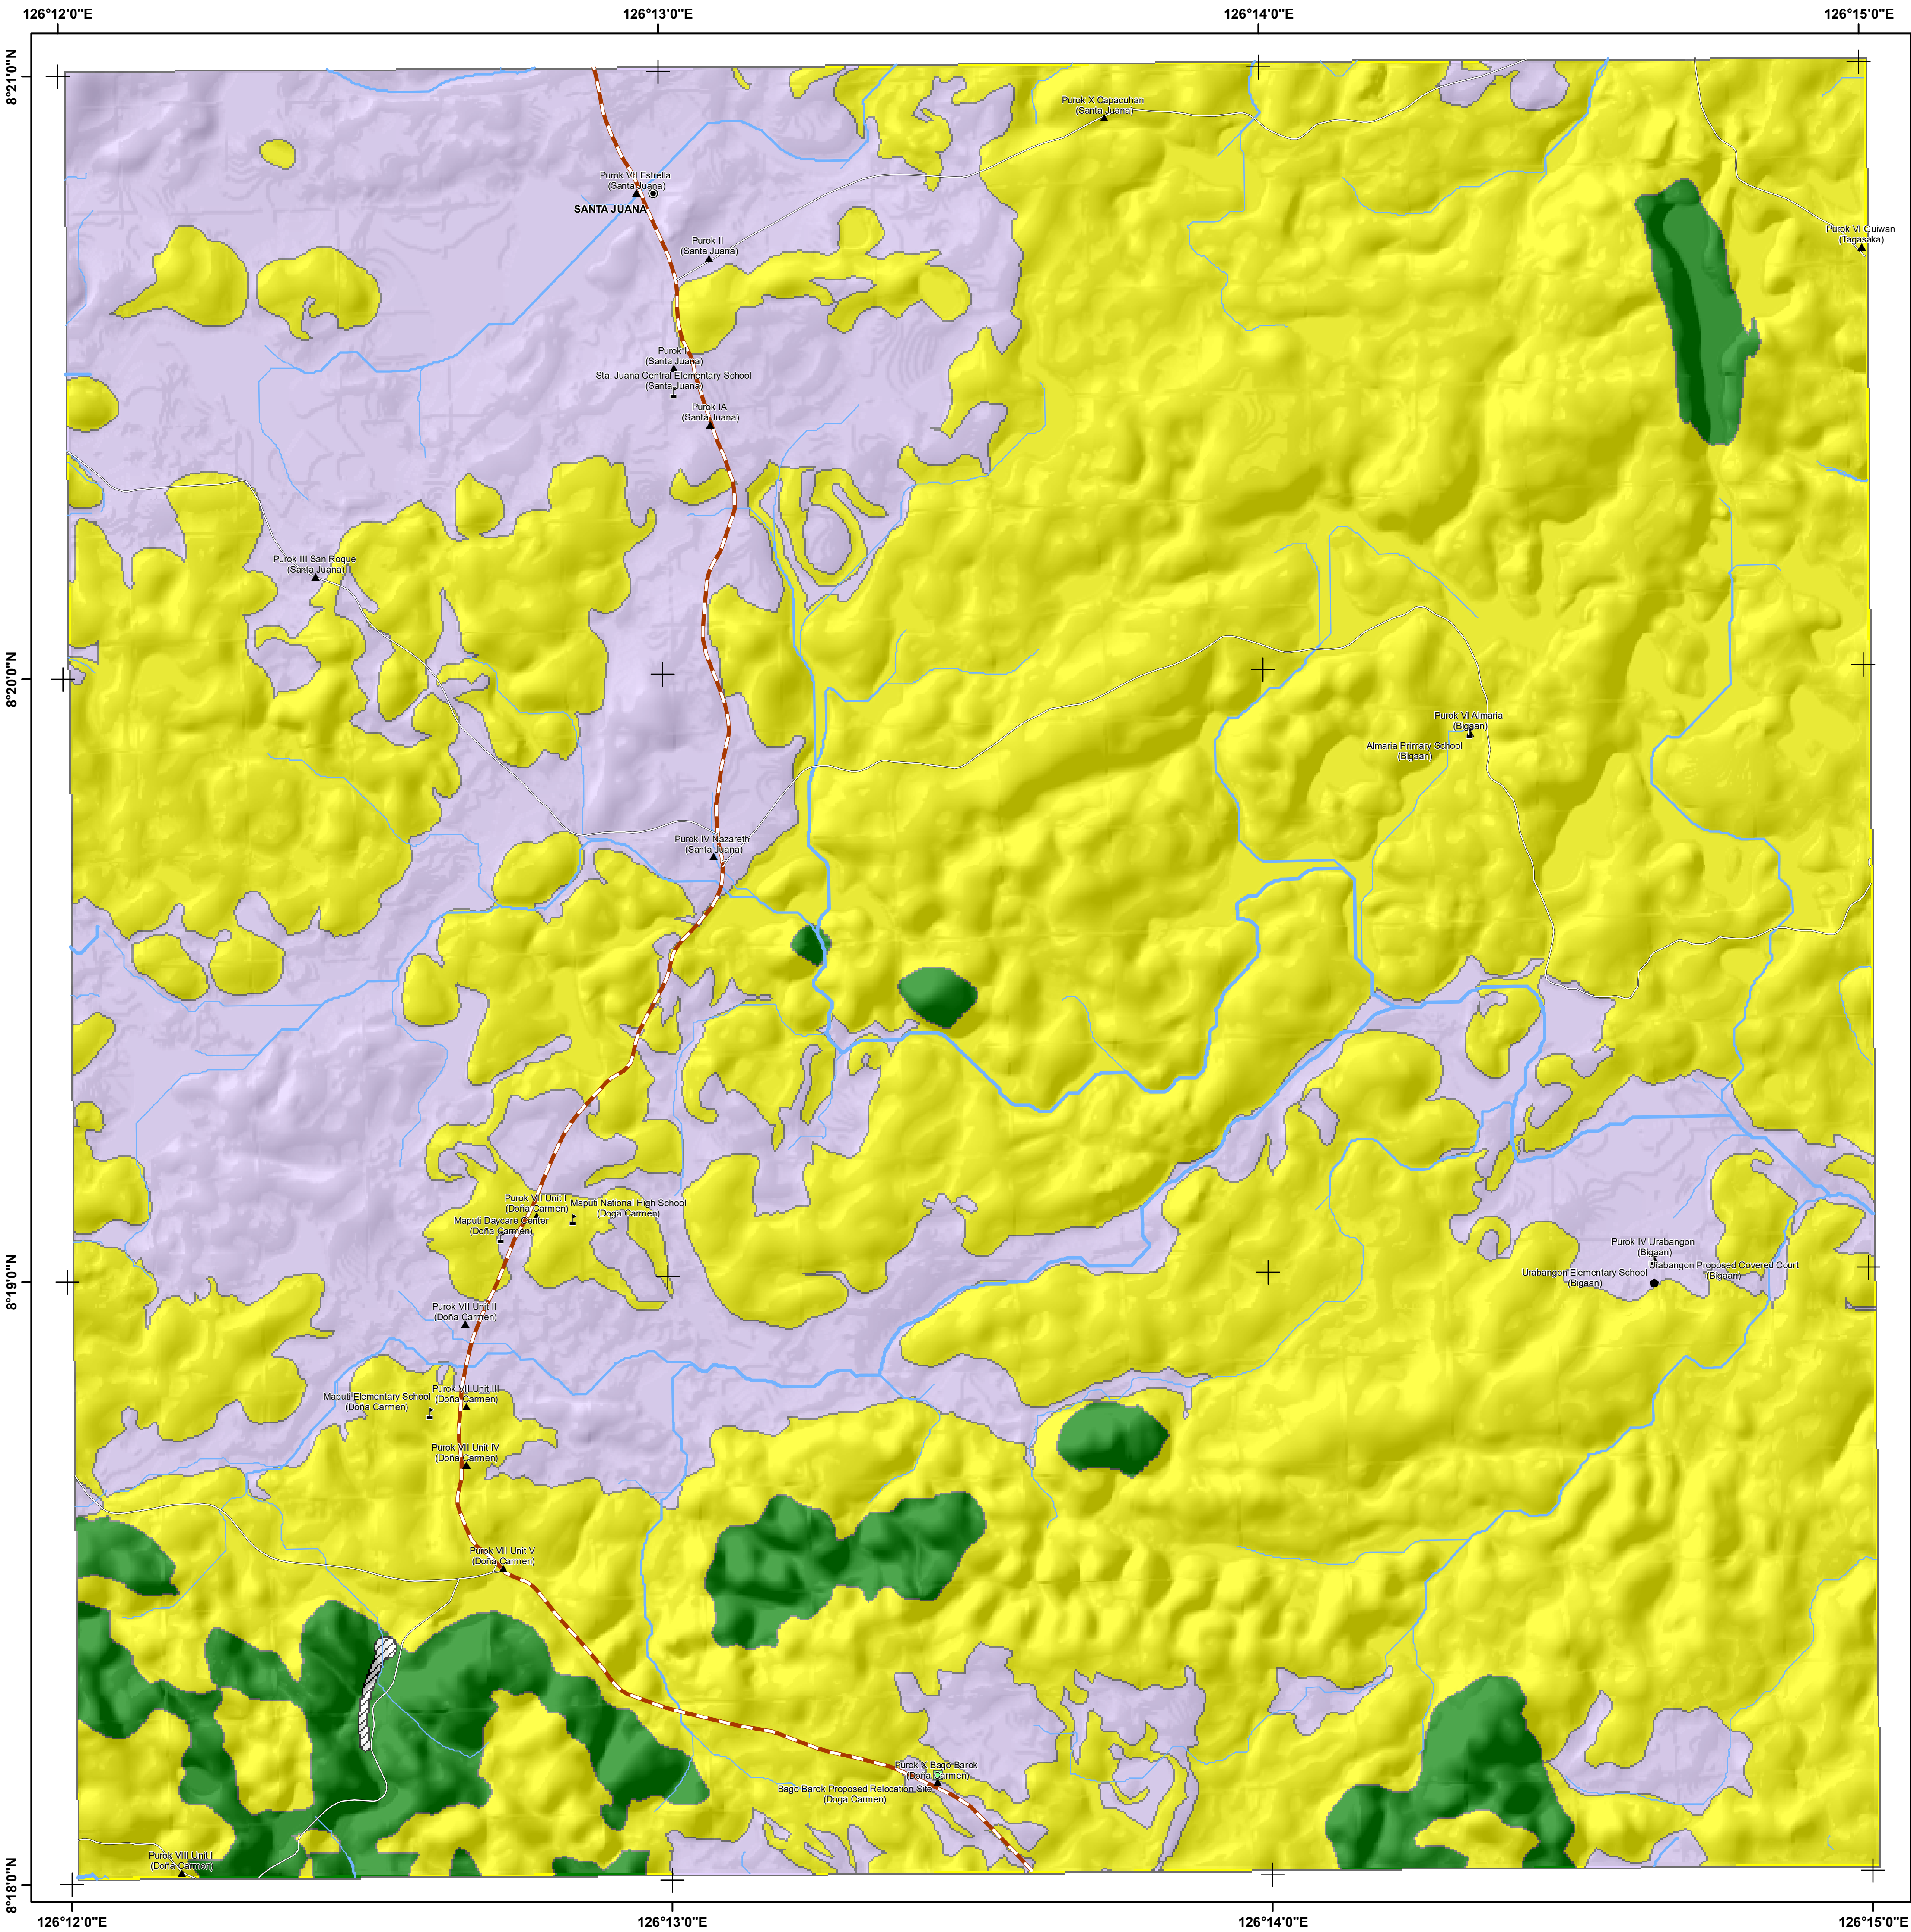 126°12'0"E
126°13'0"E
126°14'0"E
126°15'0"E
8°21'0"N
8°20'0"N
8°19'0"N
8°18'0"N
Purok X Capacuhan
(Santa Juana)
Purok VII Estrella
(Santa Juana)
SANTA JUANA
Purok II
(Santa Juana)
Purok VI Guiwan
(Tagasaka)
Purok I
(Santa Juana)
Sta. Juana Central Elementary School
(Santa Juana)
Purok IA
(Santa Juana)
Purok III San Roque
(Santa Juana)
Purok VI Almaria
(Bigaan)
Almaria Primary School
(Bigaan)
Purok IV Nazareth
(Santa Juana)
Purok VII Unit I
(Doña Carmen)
Maputi National High School
(Doga Carmen)
Maputi Daycare Center
(Doña Carmen)
Purok IV Urabangon
(Bigaan)
Urabangon Elementary School
(Bigaan)
Urabangon Proposed Covered Court
(Bigaan)
Purok VII Unit II
(Doña Carmen)
Purok VII Unit III
(Doña Carmen)
Maputi Elementary School
(Doña Carmen)
Purok VII Unit IV
(Doña Carmen)
Purok VII Unit V
(Doña Carmen)
Purok X Bago Barok
(Doña Carmen)
Bago Barok Proposed Relocation Site
(Doga Carmen)
Purok VIII Unit I
(Doña Carmen)
126°12'0"E
126°13'0"E
126°14'0"E
126°15'0"E